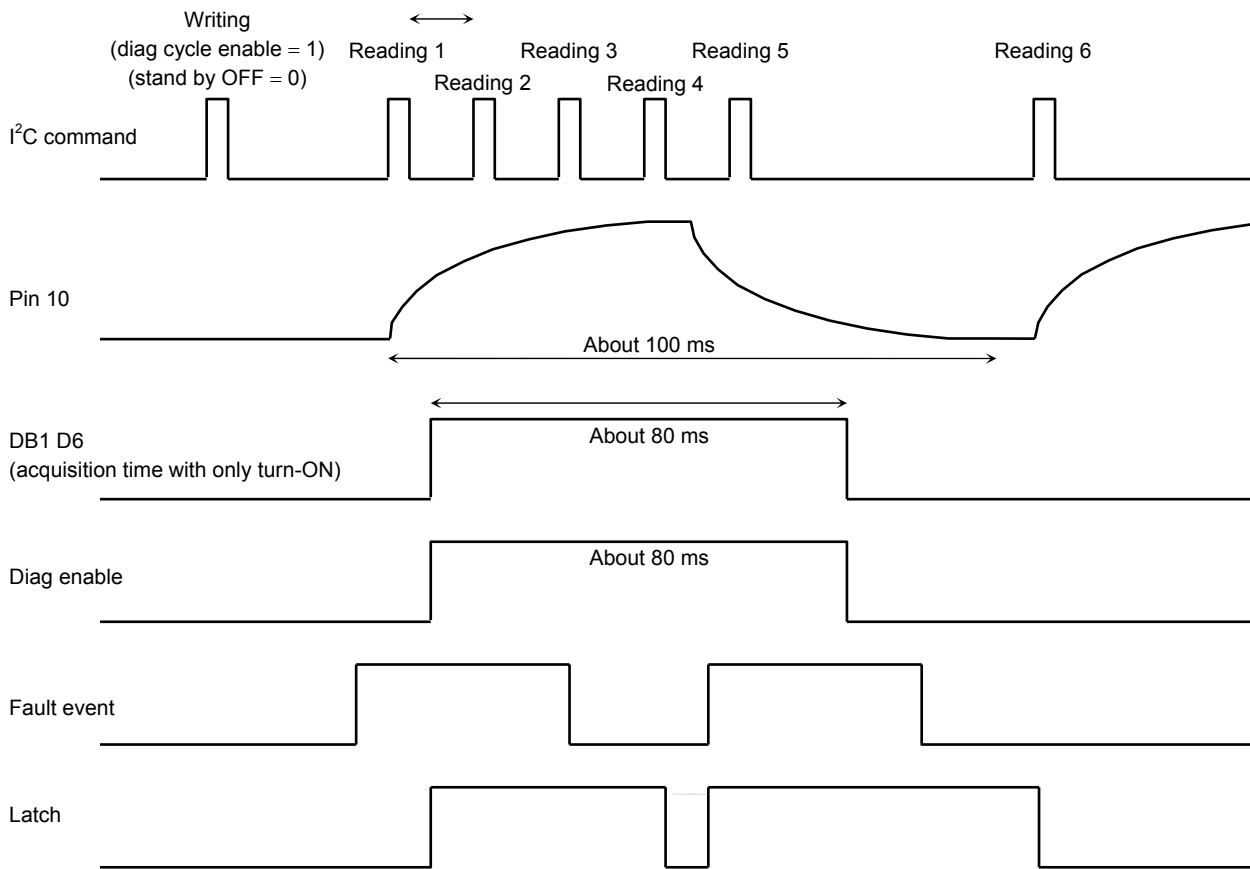 Writing
(diag cycle enable = 1)
(stand by OFF = 0)
Reading 1
Reading 2
Reading 3
Reading 4
Reading 5
Reading 6
I²C command
Pin 10
About 100 ms
DB1 D6
(acquisition time with only turn-ON)
About 80 ms
Diag enable
About 80 ms
Fault event
Latch